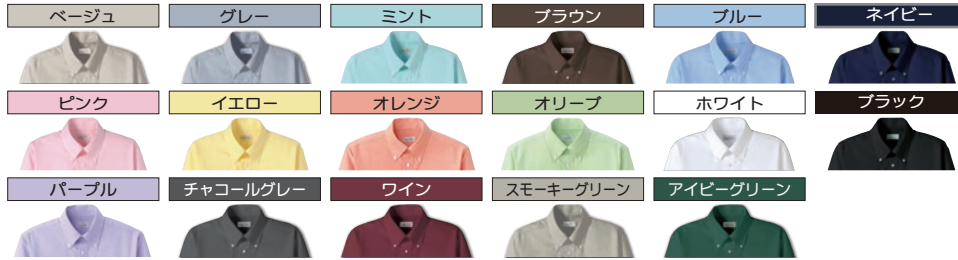 ベージュ
グレー
ミント
ブラウン
ブルー
ネイビー
ピンク
イエロー
オレンジ
オリーブ
ホワイト
ブラック
パープル
チャコールグレー
ワイン
スモーキーグリーン
アイビーグリーン